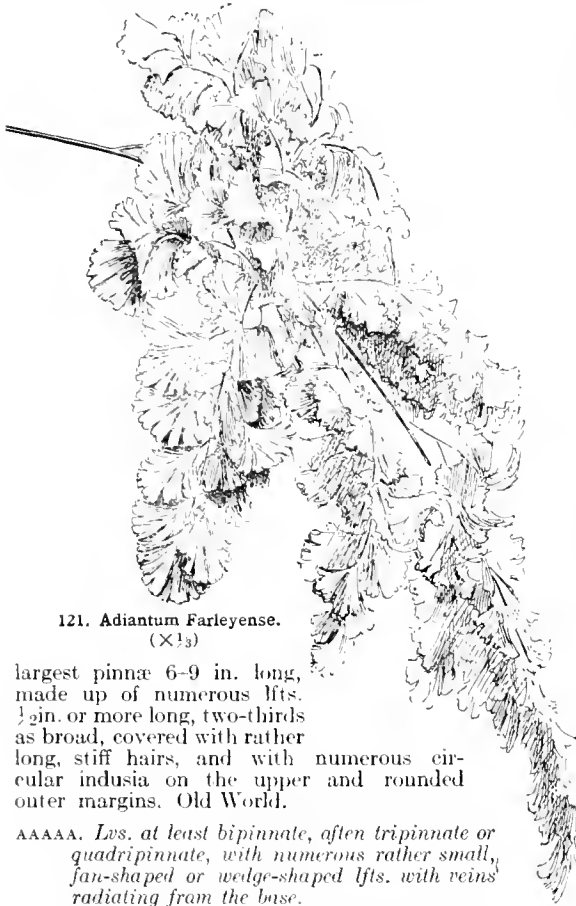 121. Adiantum Farleyense.
(×⅓)
largest pinnæ 6-9 in. long,
made up of numerous lfts.
½in. or more long, two-thirds
as broad, covered with rather
long, stiff hairs, and with numerous cir-
cular indusia on the upper and rounded
outer margins. Old World.
AAAAA. Lvs. at least bipinnate, often tripinnate or
quadripinnate, with numerous rather small,
fan-shaped or wedge-shaped lfts. with veins
radiating from the base.